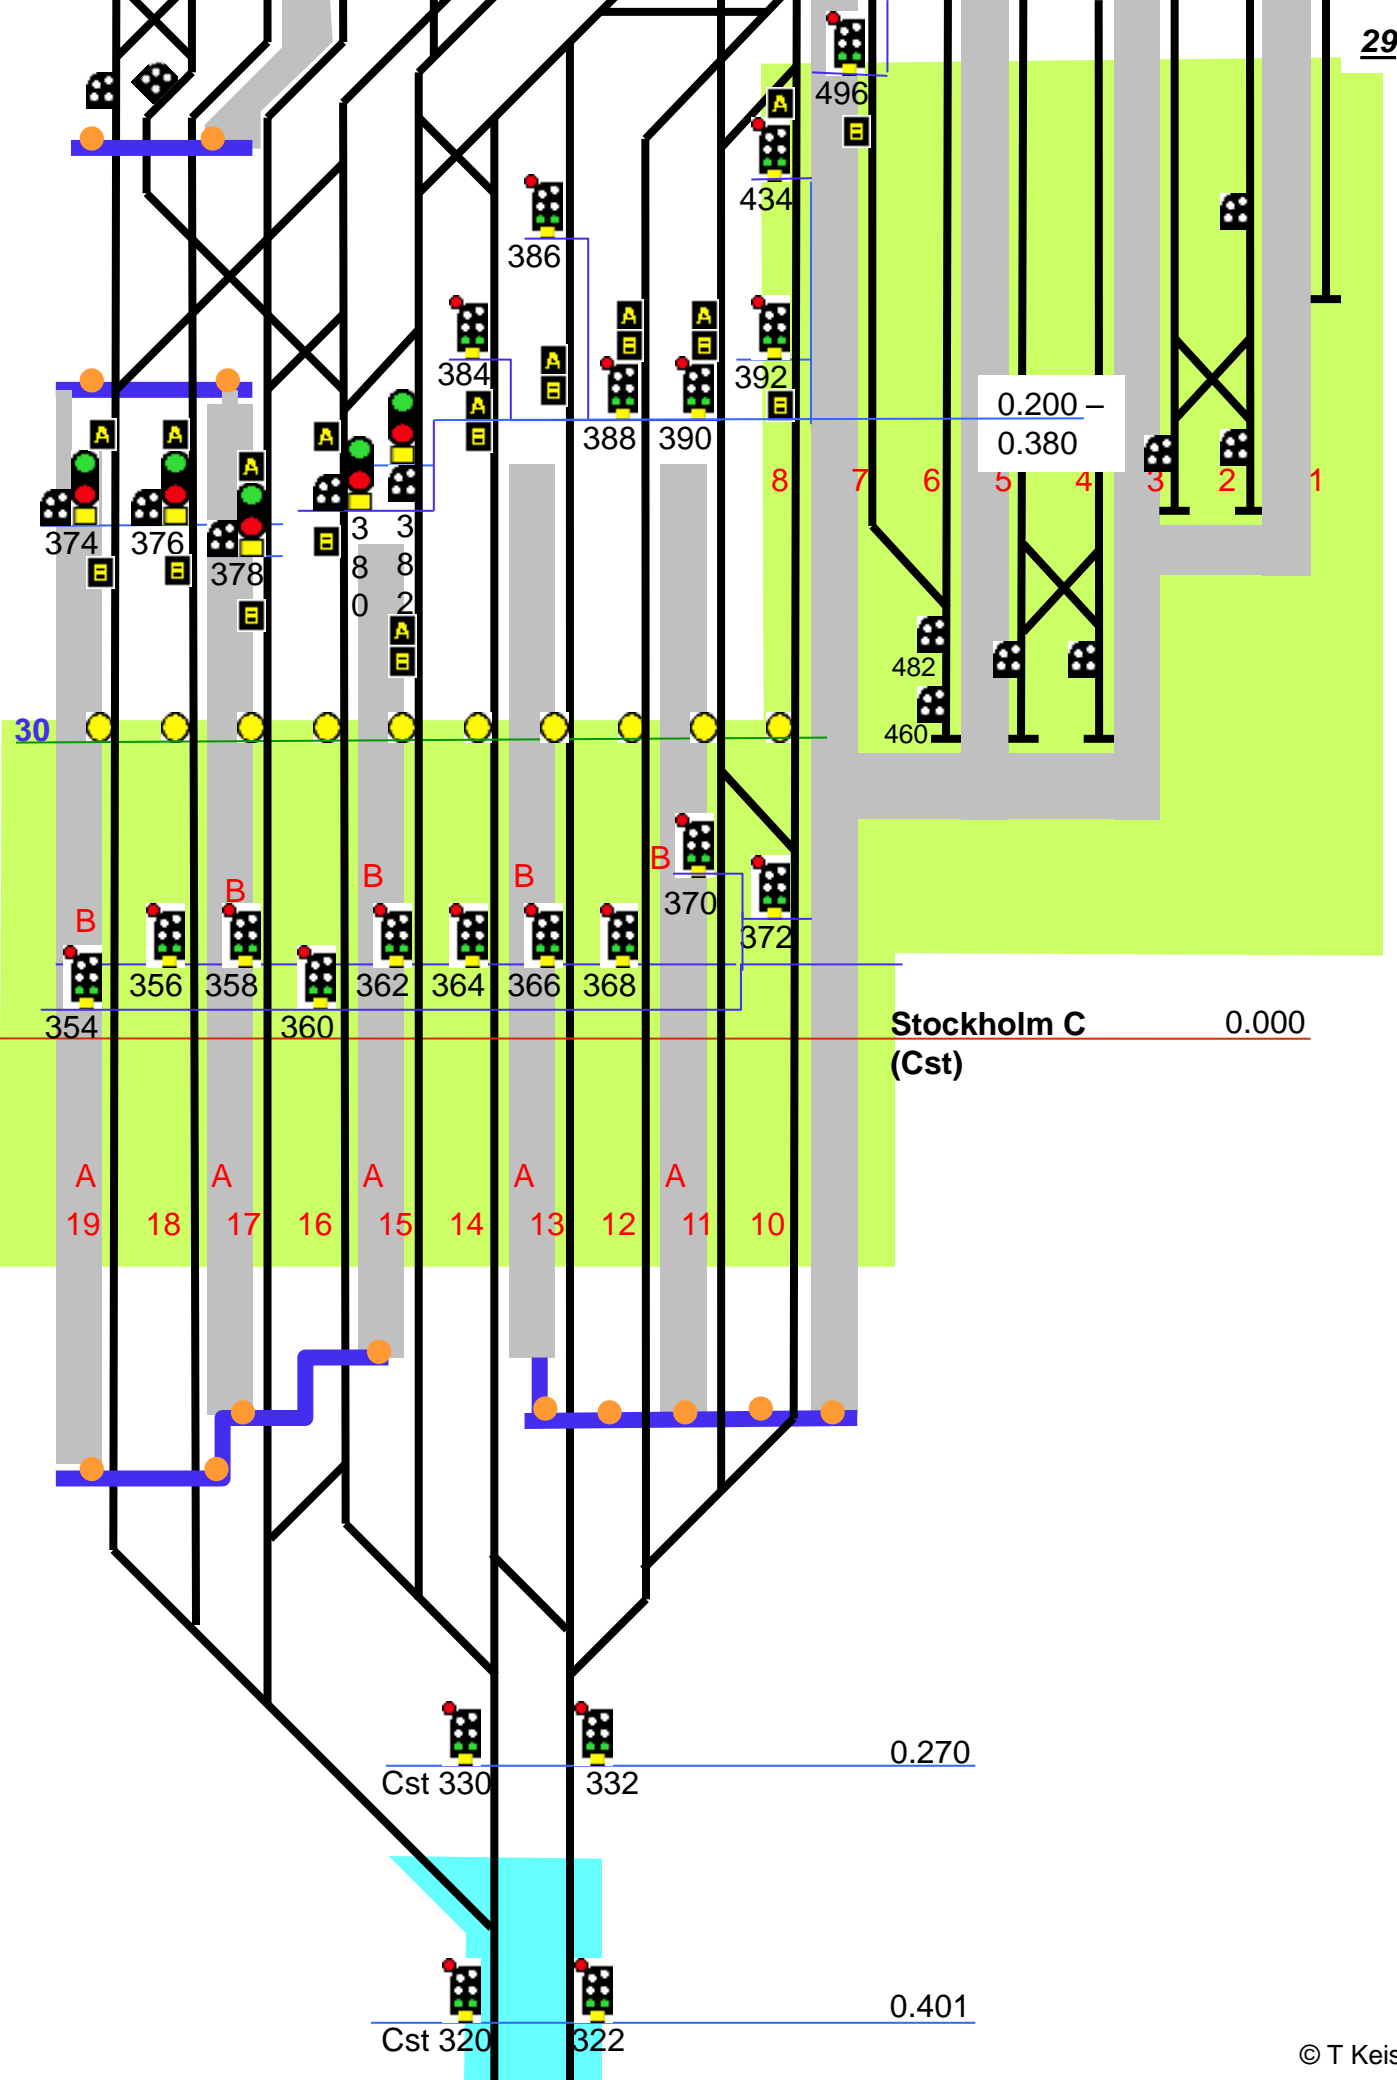 29
496
A
B
434
386
A
A
A
B
B
B
384
392
A
B
388
390
B
0.200 –
0.380
A
A
A
A
8
7
6
5
4
3
2
1
374
376
378
3
8
0
3
8
2
B
B
B
B
A
B
482
30
460
B
B
B
B
B
370
372
356
358
362
364
366
368
354
360
Stockholm C
0.000
(Cst)
A
A
A
A
A
19
18
17
16
15
14
13
12
11
10
0.270
Cst 330
332
0.401
Cst 320
322
© T Keis